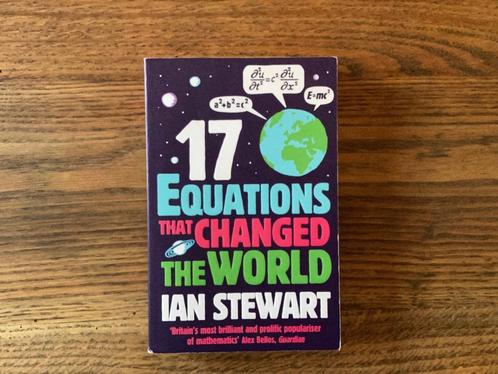 ∂²u/∂t² = c² ∂²u/∂x²
a²+b²=c²
E=mc²
17
EQUATIONS
THAT CHANGED
THE WORLD
IAN STEWART
'Britain's most brilliant and prolific populariser
of mathematics' Alex Bellos, Guardian